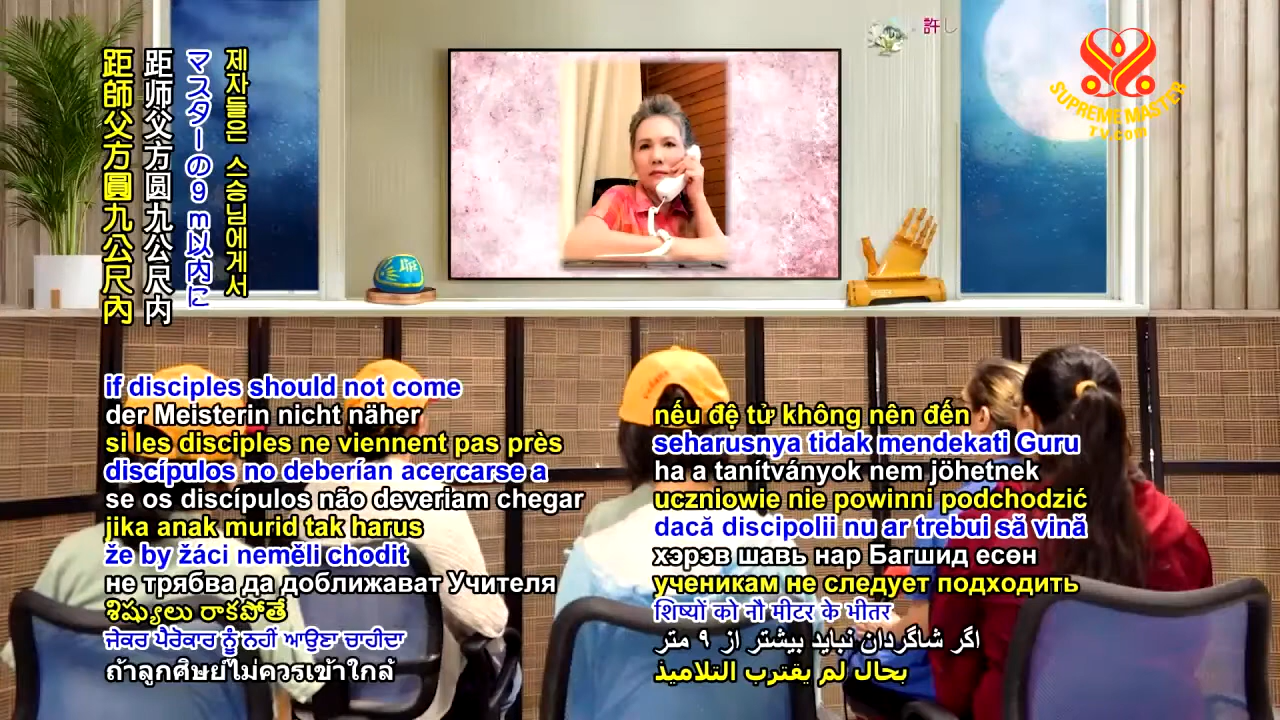 許し
SUPREME MASTER
TV.com
제자들은 스승님에게서
マスターの9m以内に
距师父方圆九公尺内
距師父方圓九公尺內
if disciples should not come
der Meisterin nicht näher
si les disciples ne viennent pas près
discípulos no deberían acercarse a
se os discípulos não deveriam chegar
jika anak murid tak harus
že by žáci neměli chodit
не трябва да доближават Учителя
శిష్యులు రాకపోతే
ਜੇਕਰ ਪੈਰੋਕਾਰ ਨੂੰ ਨਹੀਂ ਆਉਣਾ ਚਾਹੀਦਾ
ถ้าลูกศิษย์ไม่ควรเข้าใกล้
nếu đệ tử không nên đến
seharusnya tidak mendekati Guru
ha a tanítványok nem jöhetnek
uczniowie nie powinni podchodzić
dacă discipolii nu ar trebui să vină
хэрэв шавь нар Багшид есөн
ученикам не следует подходить
शिष्यों को नौ मीटर के भीतर
اگر شاگردان نباید بیشتر از ۹ متر
بحال لم يقترب التلاميذ